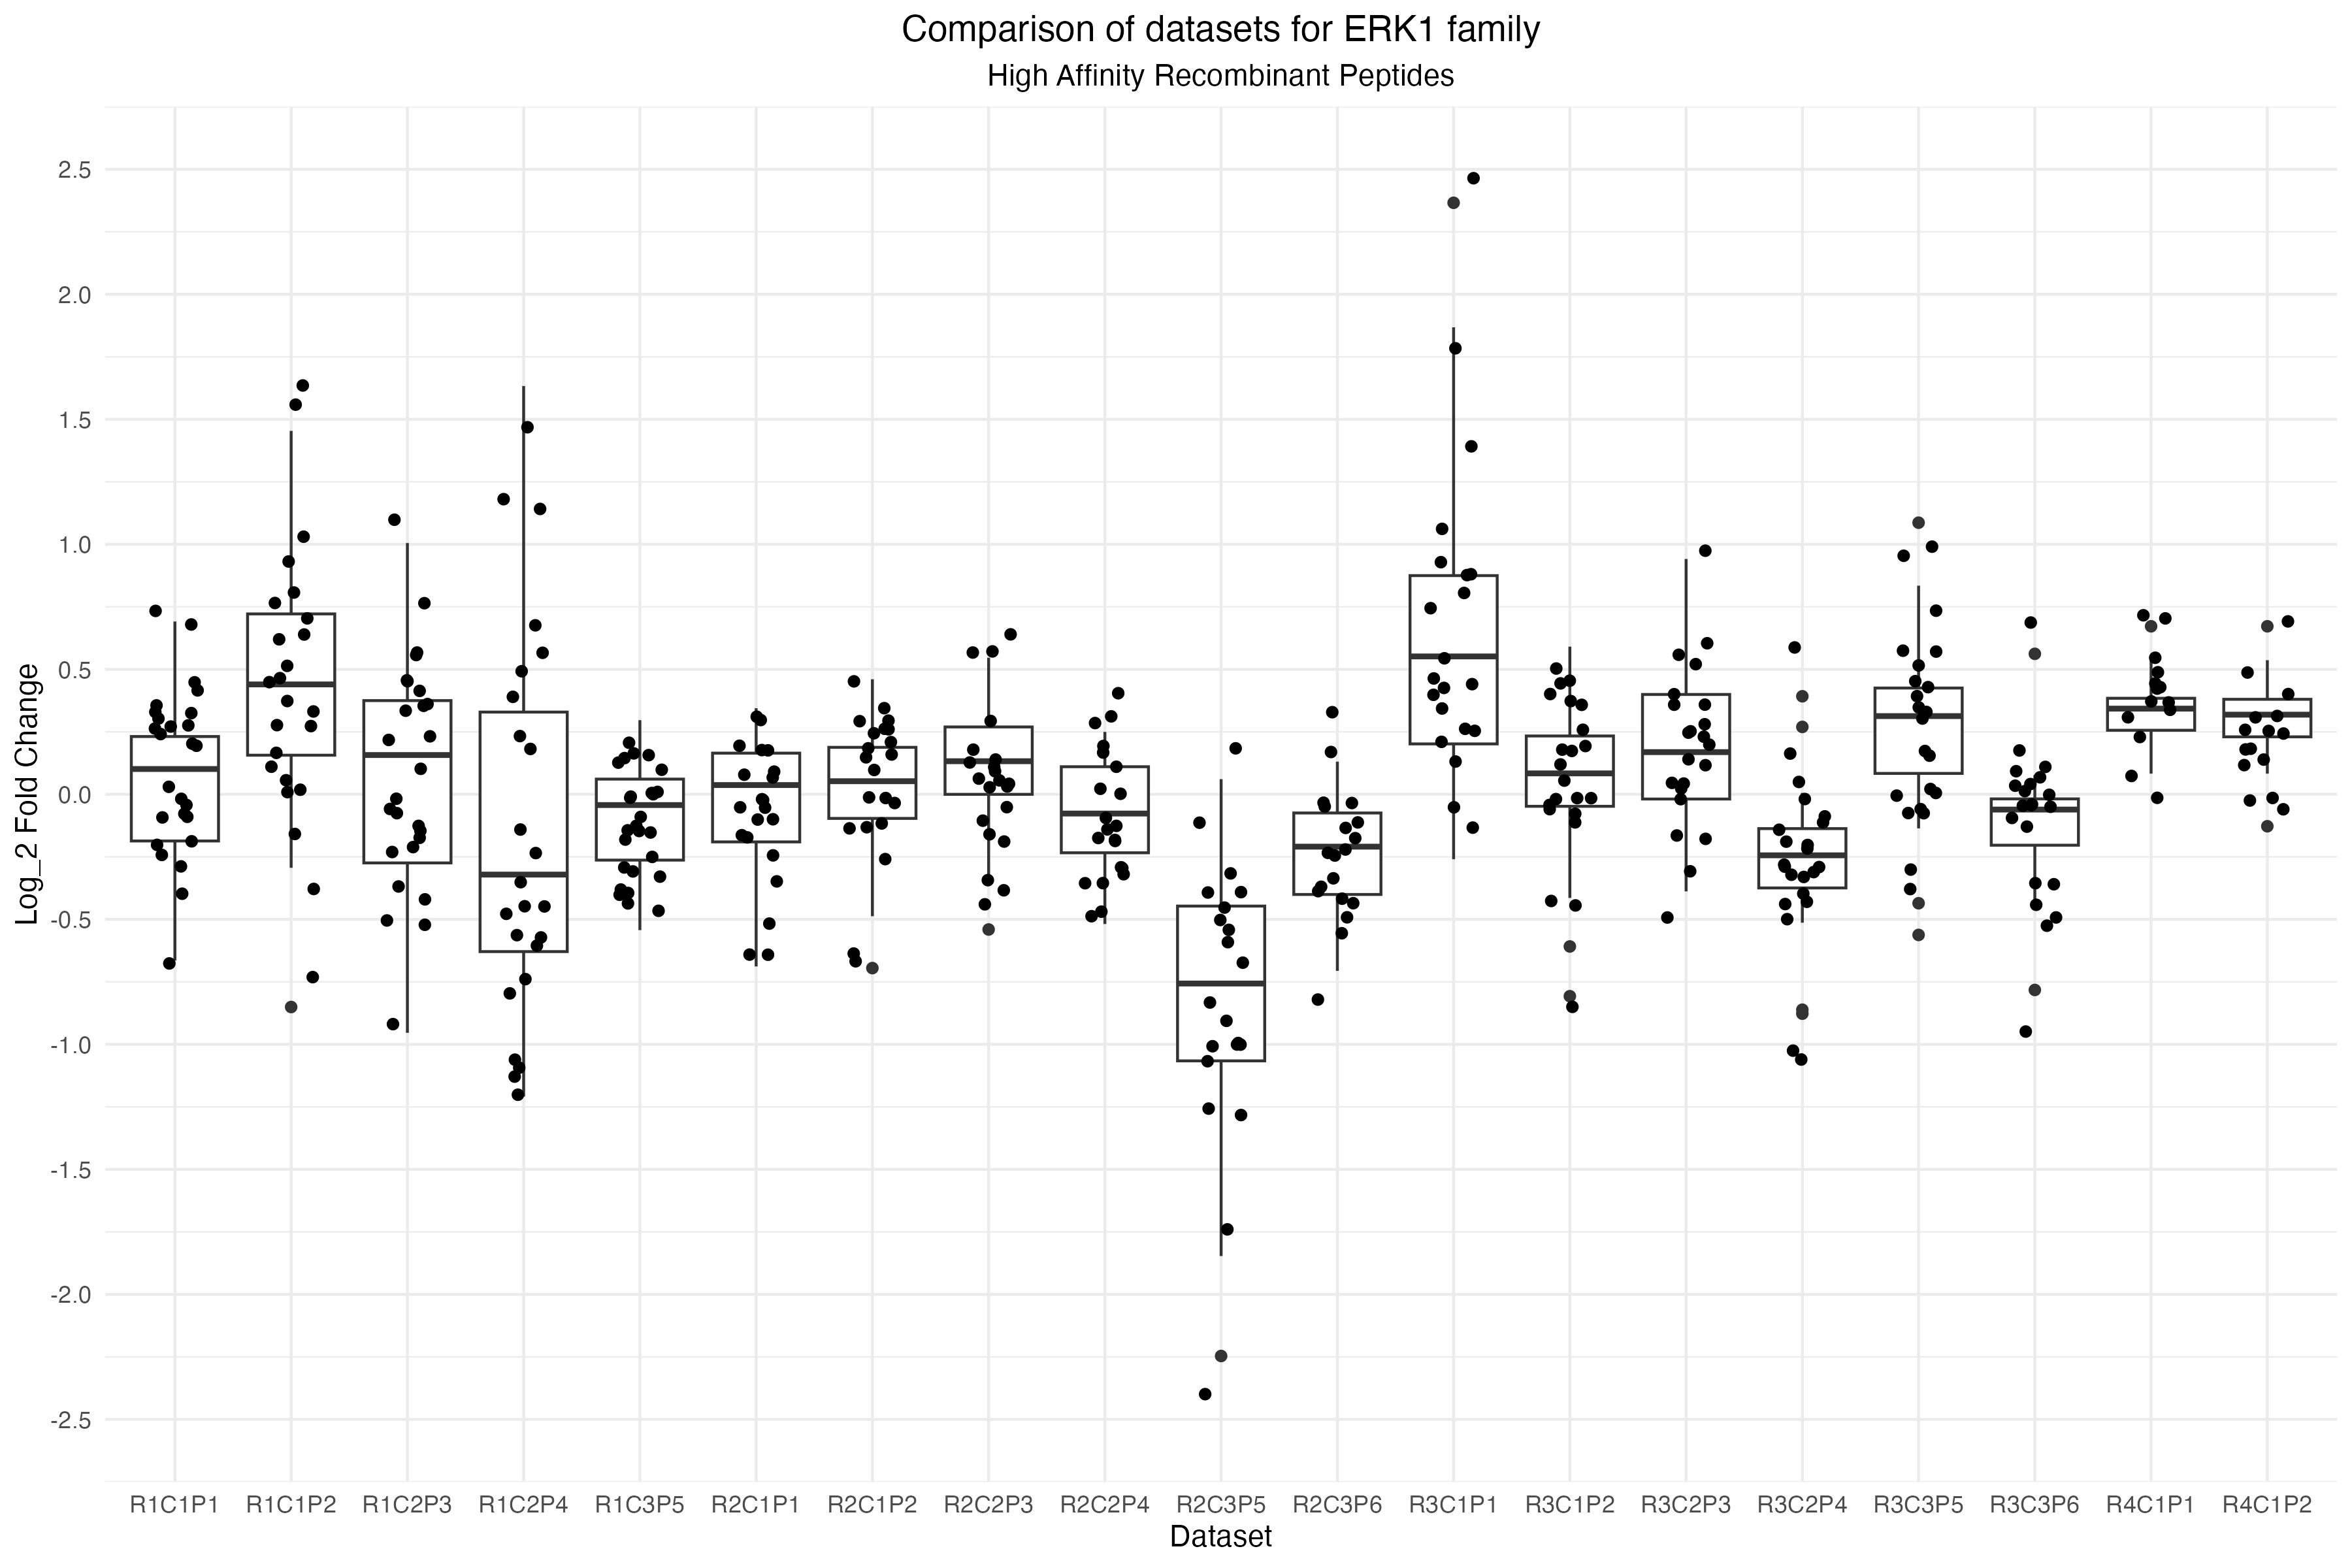 Comparison of datasets for ERK1 family
High Affinity Recombinant Peptides
Log_2 Fold Change
2.5
2.0
1.5
1.0
0.5
0.0
-0.5
-1.0
-1.5
-2.0
-2.5
R1C1P1 R1C1P2 R1C2P3 R1C2P4 R1C3P5 R2C1P1 R2C1P2 R2C2P3 R2C2P4 R2C3P5 R2C3P6 R3C1P1 R3C1P2 R3C2P3 R3C2P4 R3C3P5 R3C3P6 R4C1P1 R4C1P2
Dataset